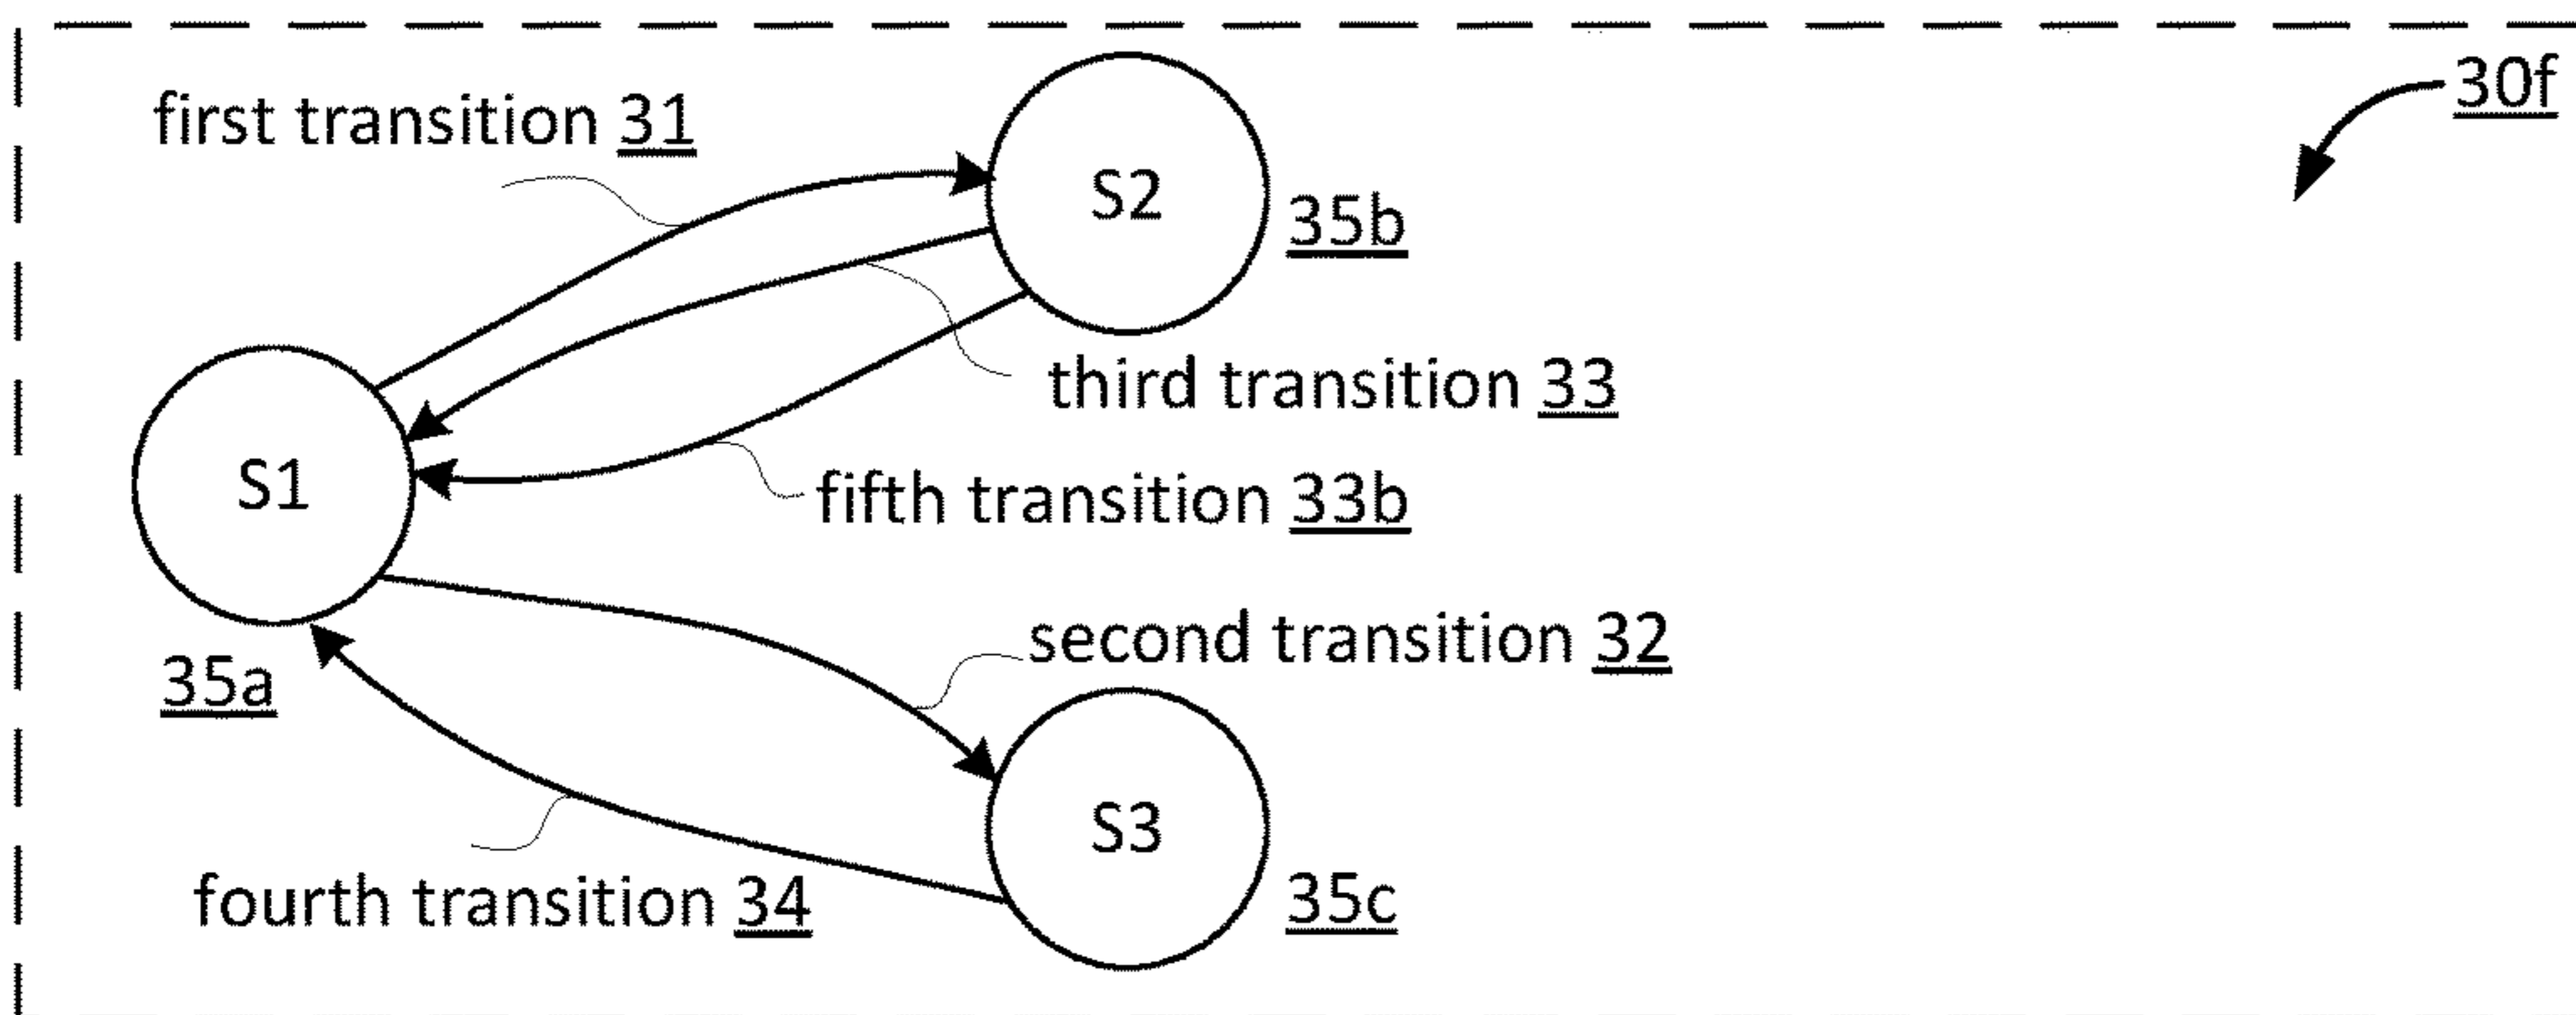 30f
first transition 31
S2
35b
third transition 33
S1
fifth transition 33b
second transition 32
35a
S3
fourth transition 34
35c